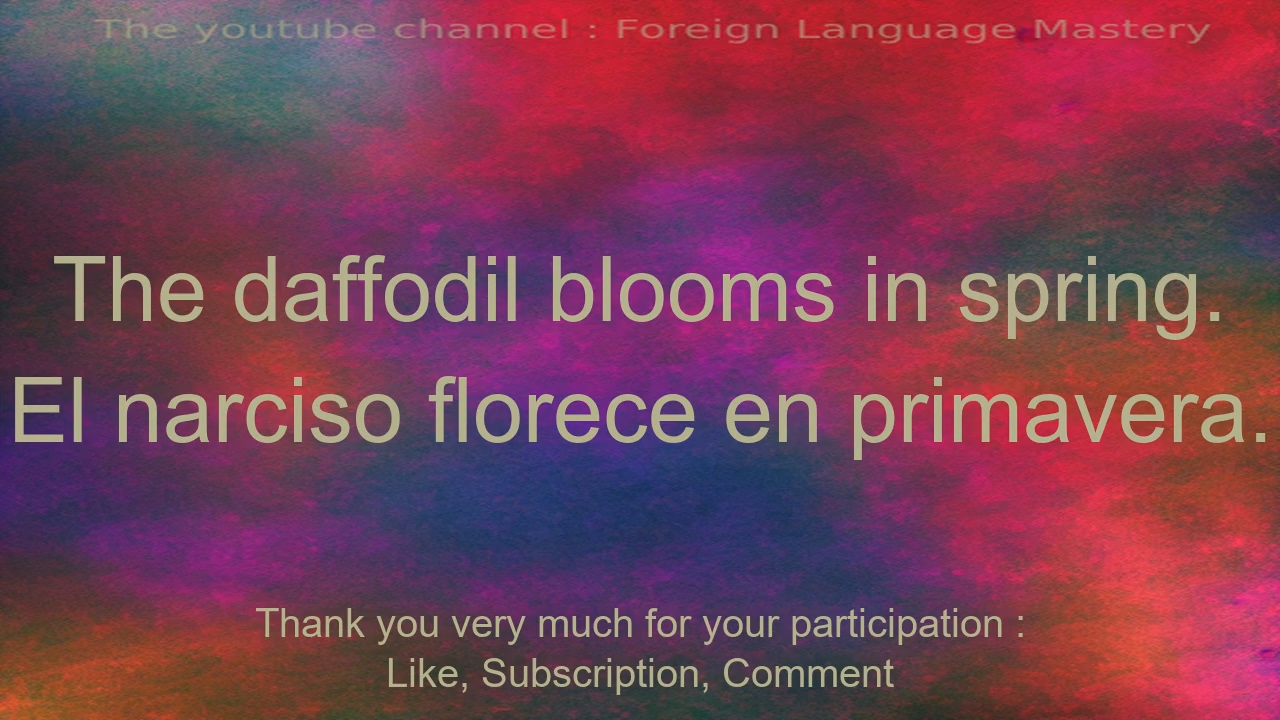 The youtube channel : Foreign Language Mastery
The daffodil blooms in spring.
El narciso florece en primavera.
Thank you very much for your participation :
Like, Subscription, Comment